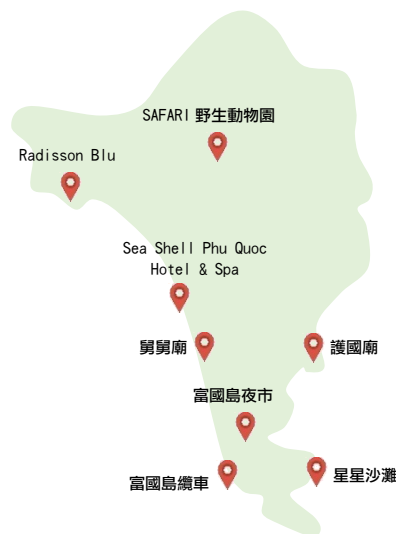 SAFARI 野生動物園
Radisson Blu
Sea Shell Phu Quoc
Hotel & Spa
舅舅廟
護國廟
富國島夜市
富國島纜車
星星沙灘